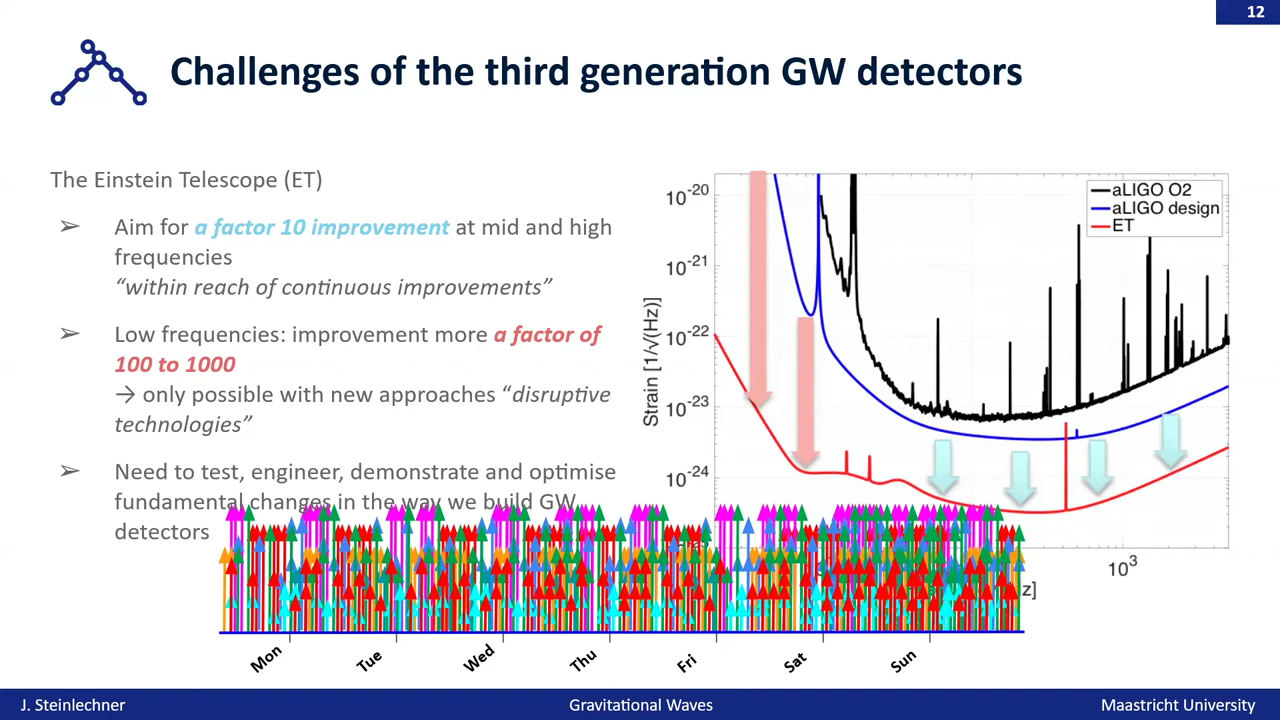 12
Challenges of the third generation GW detectors
The Einstein Telescope (ET)
➢ Aim for a factor 10 improvement at mid and high
frequencies
“within reach of continuous improvements”
➢ Low frequencies: improvement more a factor of
100 to 1000
→ only possible with new approaches “disruptive
technologies”
➢ Need to test, engineer, demonstrate and optimise
fundamental changes in the way we build GW
detectors
aLIGO O2
aLIGO design
ET
10-20
10-21
10-22
10-23
10-24
Strain [1/√(Hz)]
103
z]
Mon
Tue
Wed
Thu
Fri
Sat
Sun
J. Steinlechner
Gravitational Waves
Maastricht University